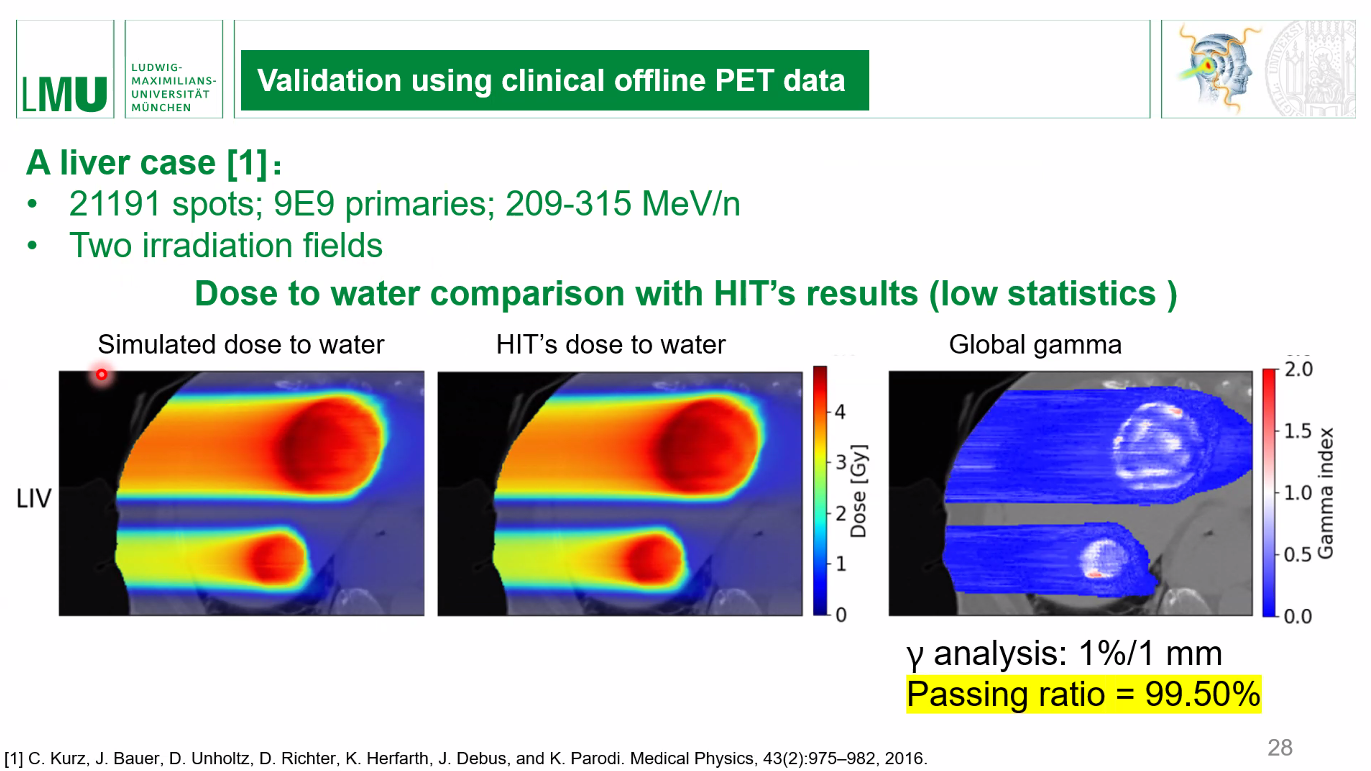 LMU
LUDWIG-
MAXIMILIANS-
UNIVERSITÄT
MÜNCHEN
Validation using clinical offline PET data
A liver case [1]：
• 21191 spots; 9E9 primaries; 209-315 MeV/n
• Two irradiation fields
Dose to water comparison with HIT’s results (low statistics )
Simulated dose to water
HIT’s dose to water
Global gamma
LIV
4
3
2
1
0
Dose [Gy]
2.0
1.5
1.0
0.5
0.0
Gamma index
γ analysis: 1%/1 mm
Passing ratio = 99.50%
[1] C. Kurz, J. Bauer, D. Unholtz, D. Richter, K. Herfarth, J. Debus, and K. Parodi. Medical Physics, 43(2):975–982, 2016.
28